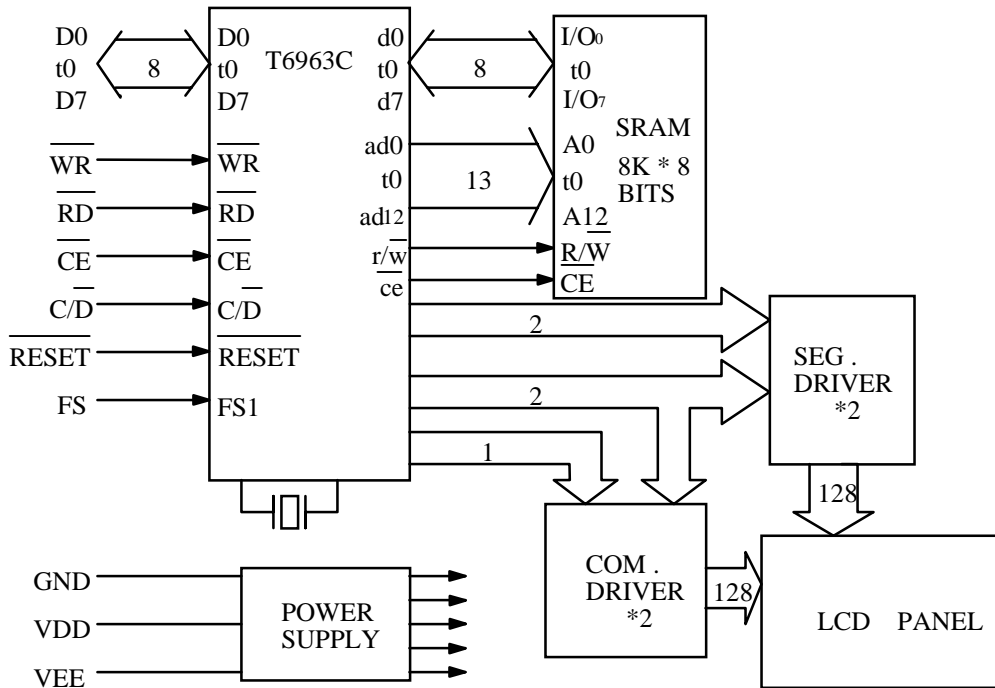 D0
t0
D7
8
D0
t0
D7
T6963C
d0
t0
d7
8
I/O0
t0
I/O7
SRAM
8K * 8
BITS
WR
RD
CE
C/D
RESET
FS
WR
RD
CE
C/D
RESET
FS1
ad0
t0
ad12
r/w
ce
13
A0
t0
A12
R/W
CE
2
2
1
SEG .
DRIVER
*2
128
COM .
DRIVER
*2
128
LCD PANEL
GND
VDD
VEE
POWER
SUPPLY